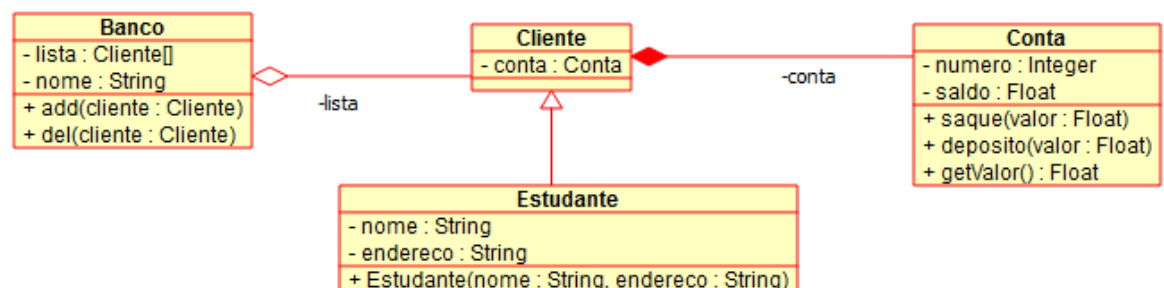 Banco
- lista : Cliente[]
- nome : String
+ add(cliente : Cliente)
+ del(cliente : Cliente)
-lista
Cliente
- conta : Conta
-conta
Conta
- numero : Integer
- saldo : Float
+ saque(valor : Float)
+ deposito(valor : Float)
+ getValor() : Float
Estudante
- nome : String
- endereco : String
+ Estudante(nome : String, endereco : String)